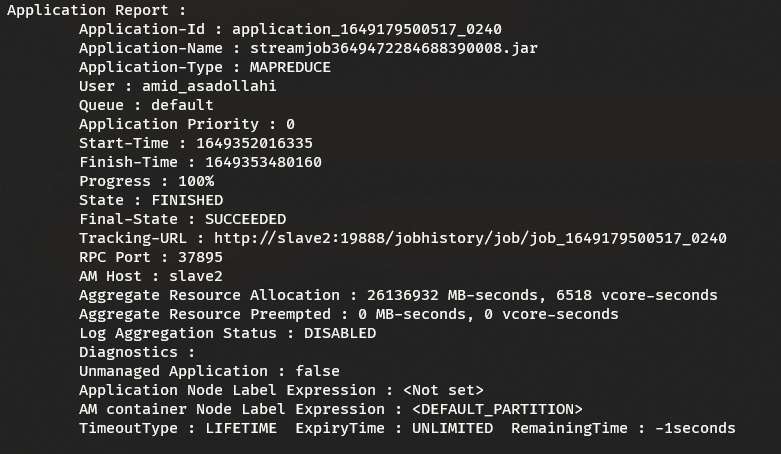 Application Report :
Application-Id : application_1649179500517_0240
Application-Name : streamjob3649472284688390008.jar
Application-Type : MAPREDUCE
User : amid_asadollahi
Queue : default
Application Priority : 0
Start-Time : 1649352016335
Finish-Time : 1649353480160
Progress : 100%
State : FINISHED
Final-State : SUCCEEDED
Tracking-URL : http://slave2:19888/jobhistory/job/job_1649179500517_0240
RPC Port : 37895
AM Host : slave2
Aggregate Resource Allocation : 26136932 MB-seconds, 6518 vcore-seconds
Aggregate Resource Preempted : 0 MB-seconds, 0 vcore-seconds
Log Aggregation Status : DISABLED
Diagnostics :
Unmanaged Application : false
Application Node Label Expression : <Not set>
AM container Node Label Expression : <DEFAULT_PARTITION>
TimeoutType : LIFETIME  ExpiryTime : UNLIMITED  RemainingTime : -1seconds